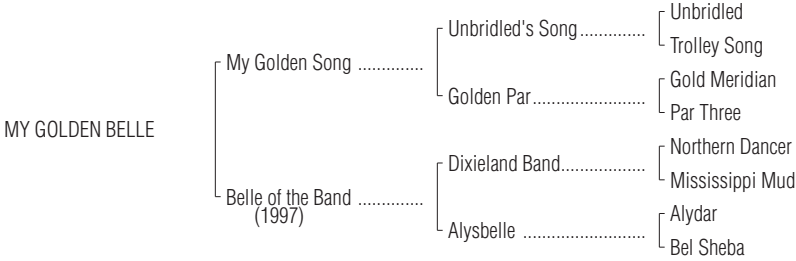 Unbridled
Unbridled's Song..............
Trolley Song
My Golden Song ..............
Gold Meridian
Golden Par........................
Par Three
MY GOLDEN BELLE
Northern Dancer
Dixieland Band..................
Mississippi Mud
Belle of the Band ..............
(1997)
Alydar
Alysbelle ..........................
Bel Sheba